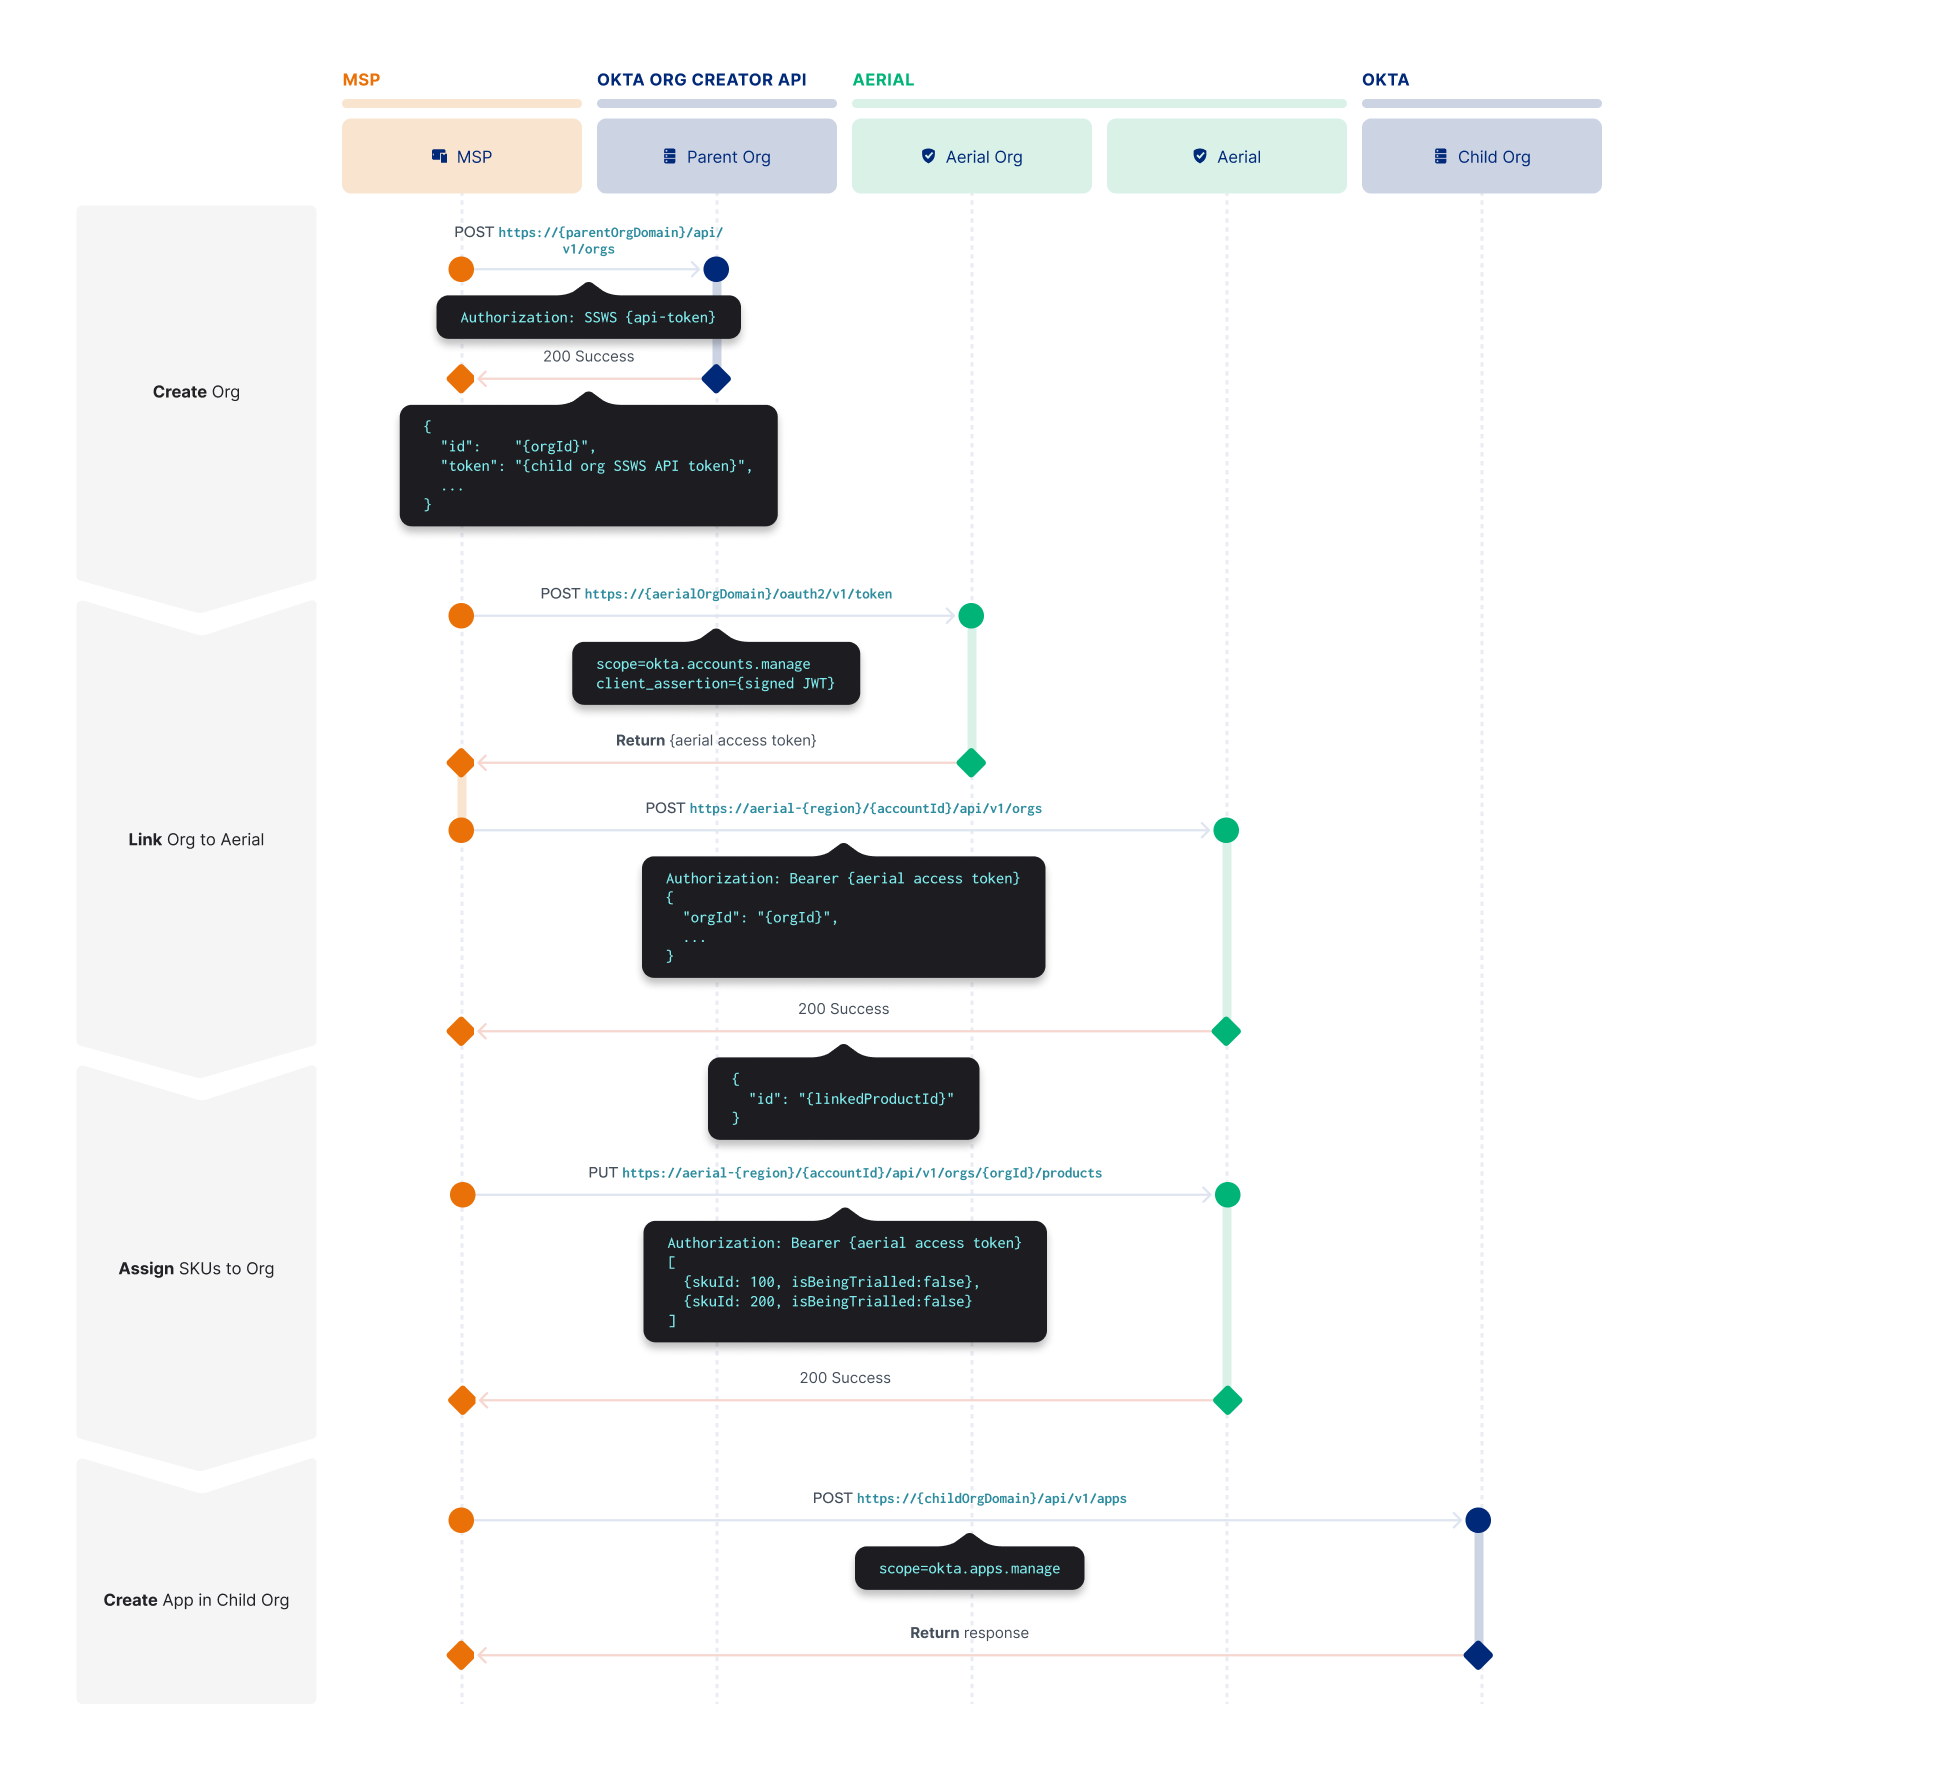 MSP
OKTA ORG CREATOR API
AERIAL
OKTA
MSP
Parent Org
Aerial Org
Aerial
Child Org
Create Org
POST https://{parentOrgDomain}/api/
v1/orgs
Authorization: SSWS {api-token}
200 Success
{
"id":    "{orgId}",
"token": "{child org SSWS API token}",
...
}
Link Org to Aerial
POST https://{aerialOrgDomain}/oauth2/v1/token
scope=okta.accounts.manage
client_assertion={signed JWT}
Return {aerial access token}
POST https://aerial-{region}/{accountId}/api/v1/orgs
Authorization: Bearer {aerial access token}
{
"orgId": "{orgId}",
...
}
200 Success
{
"id": "{linkedProductId}"
}
Assign SKUs to Org
PUT https://aerial-{region}/{accountId}/api/v1/orgs/{orgId}/products
Authorization: Bearer {aerial access token}
[
{skuId: 100, isBeingTrialled:false},
{skuId: 200, isBeingTrialled:false}
]
200 Success
Create App in Child Org
POST https://{childOrgDomain}/api/v1/apps
scope=okta.apps.manage
Return response